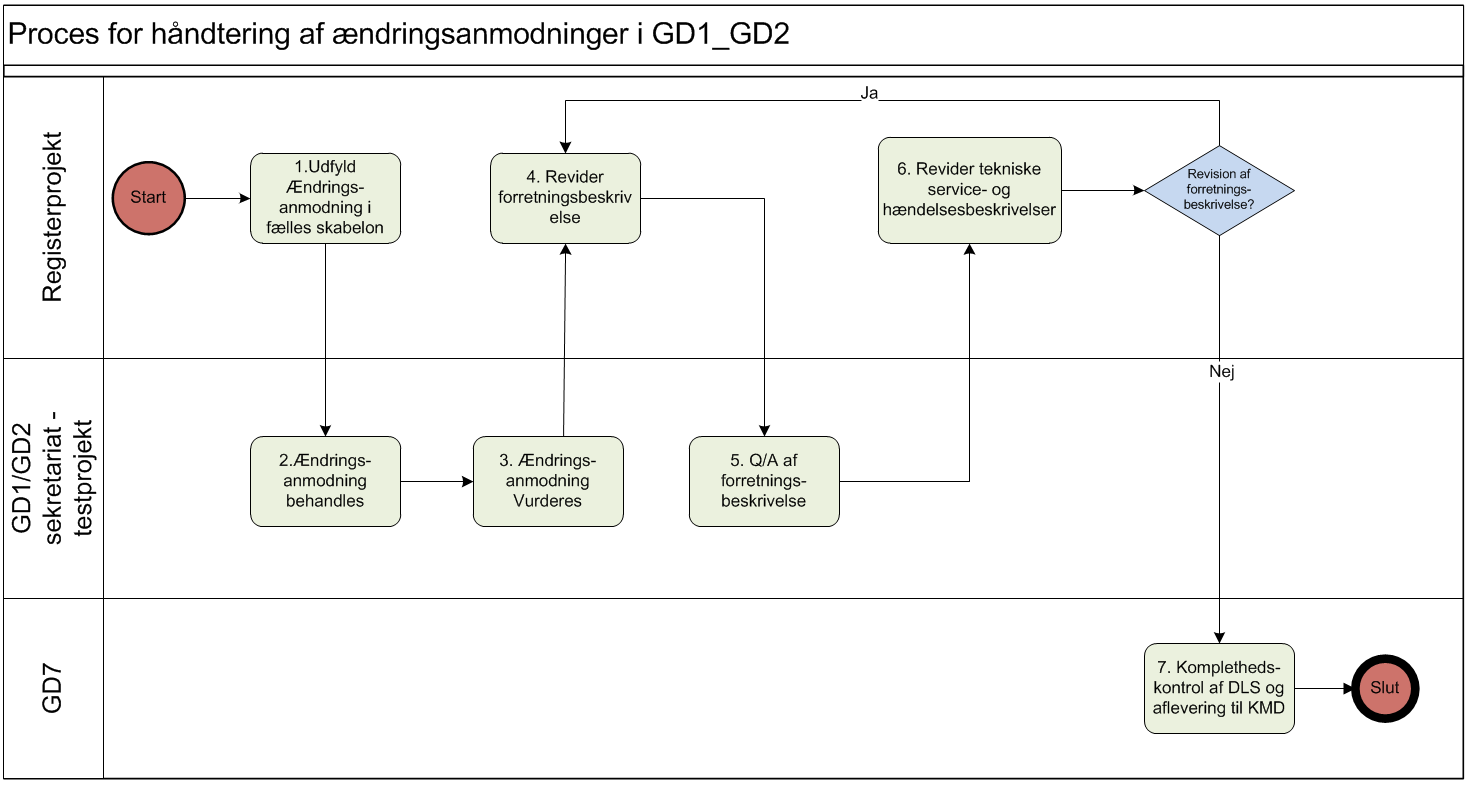 Proces for håndtering af ændringsanmodninger i GD1_GD2
Registerprojekt
Start
1.Udfyld
Ændrings-
anmodning i
fælles skabelon
4. Revider
forretningsbeskriv
else
6. Revider tekniske
service- og
hændelsesbeskrivelser
Revision af
forretnings-
beskrivelse?
Ja
Nej
GD1/GD2
sekretariat -
testprojekt
2.Ændrings-
anmodning
behandles
3. Ændrings-
anmodning
Vurderes
5. Q/A af
forretnings-
beskrivelse
GD7
7. Kompletheds-
kontrol af DLS og
aflevering til KMD
Slut